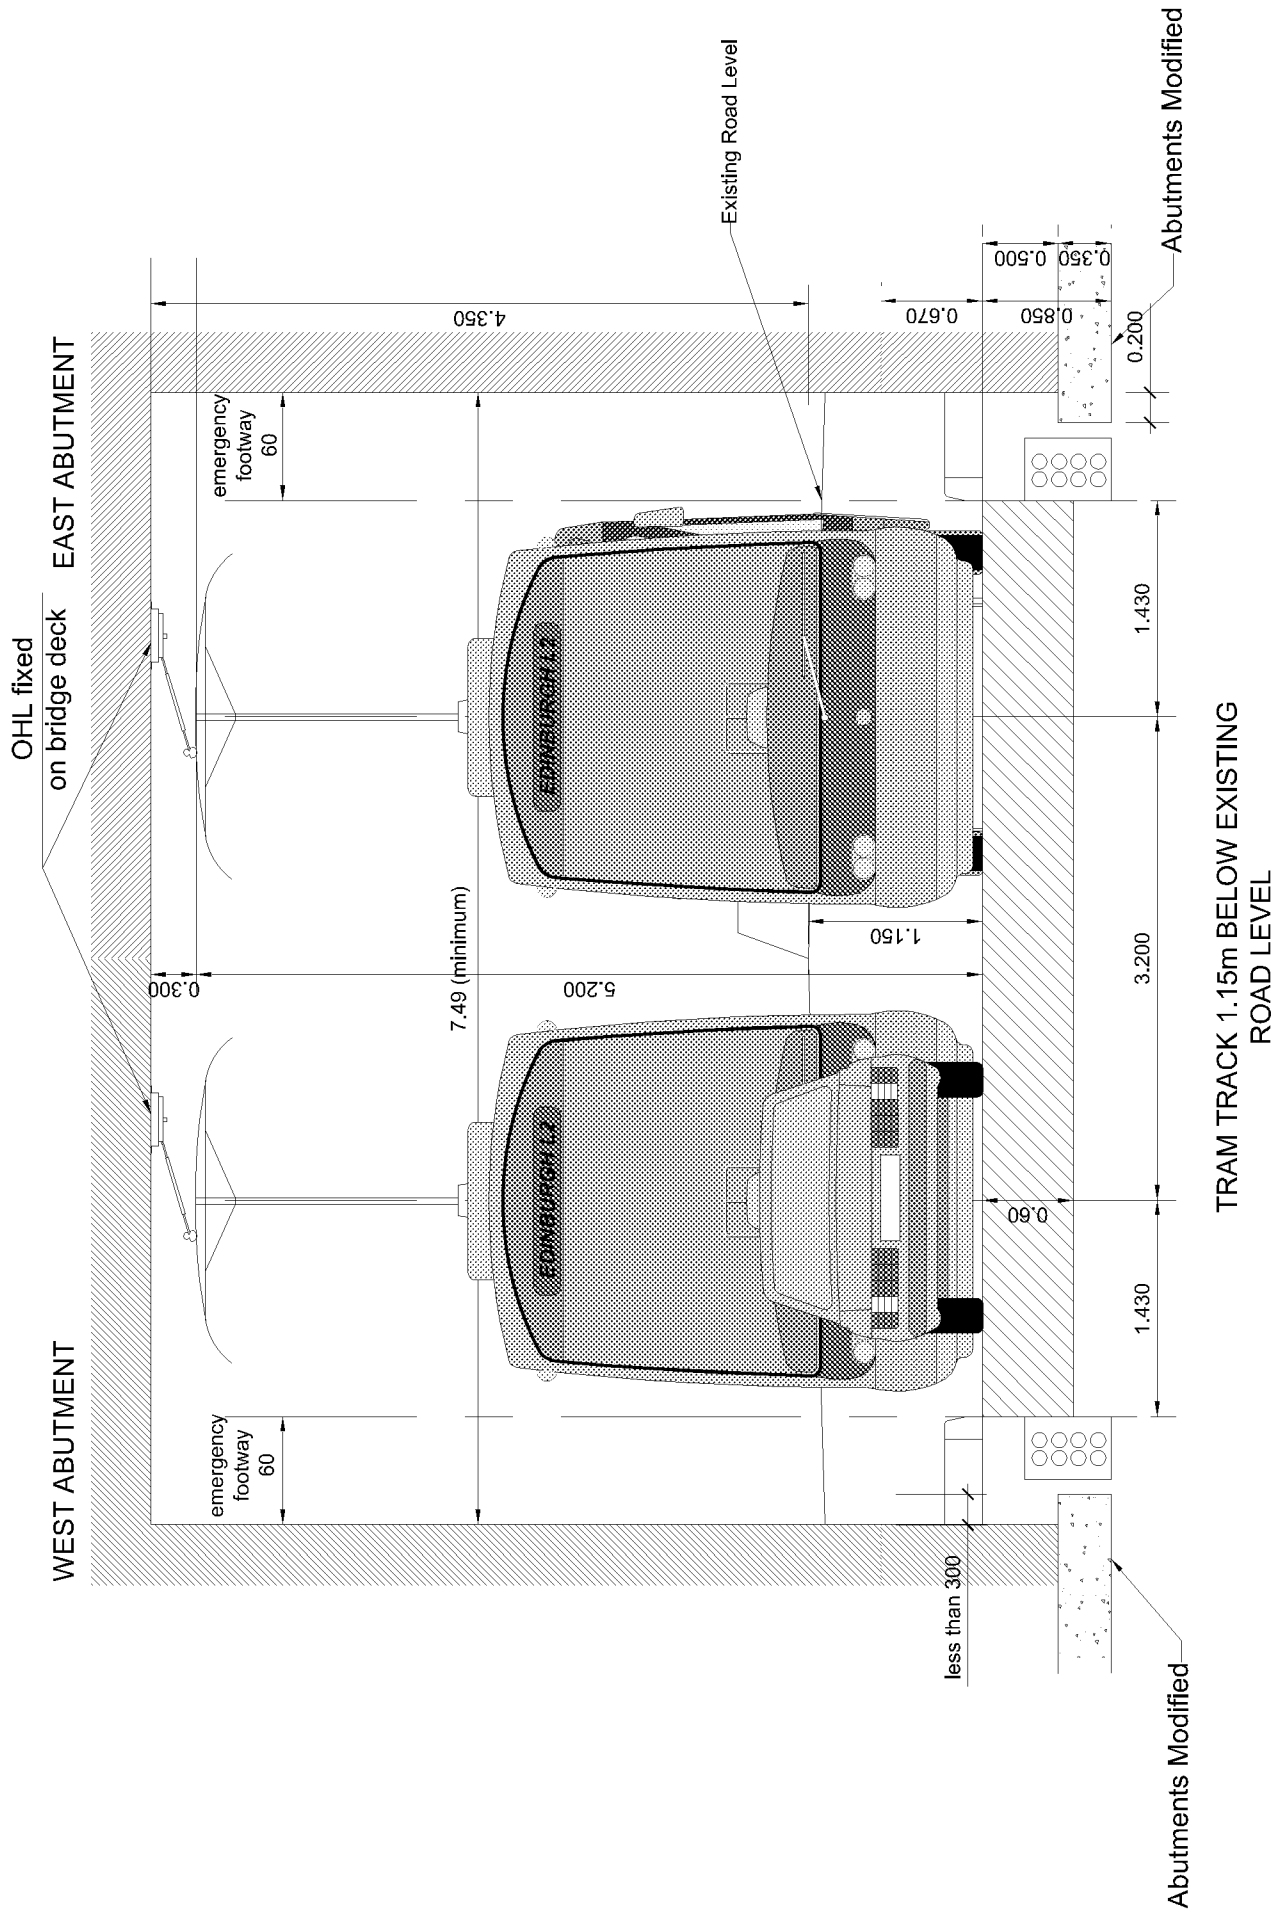 OHL fixed
on bridge deck
WEST ABUTMENT
EAST ABUTMENT
emergency
footway
60
emergency
footway
60
0.300
4.350
7.49 (minimum)
5.200
EDINBURGH L2
EDINBURGH L2
Existing Road Level
1.150
0.670
less than 300
0.60
0.500
0.850
0.350
0.200
Abutments Modified
1.430
3.200
1.430
Abutments Modified
TRAM TRACK 1.15m BELOW EXISTING
ROAD LEVEL